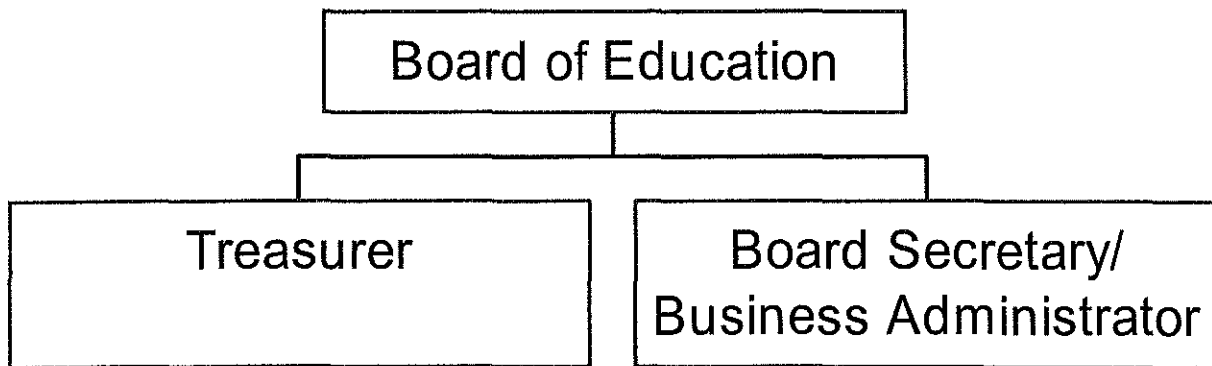 Board of Education
Treasurer
Board Secretary/
Business Administrator